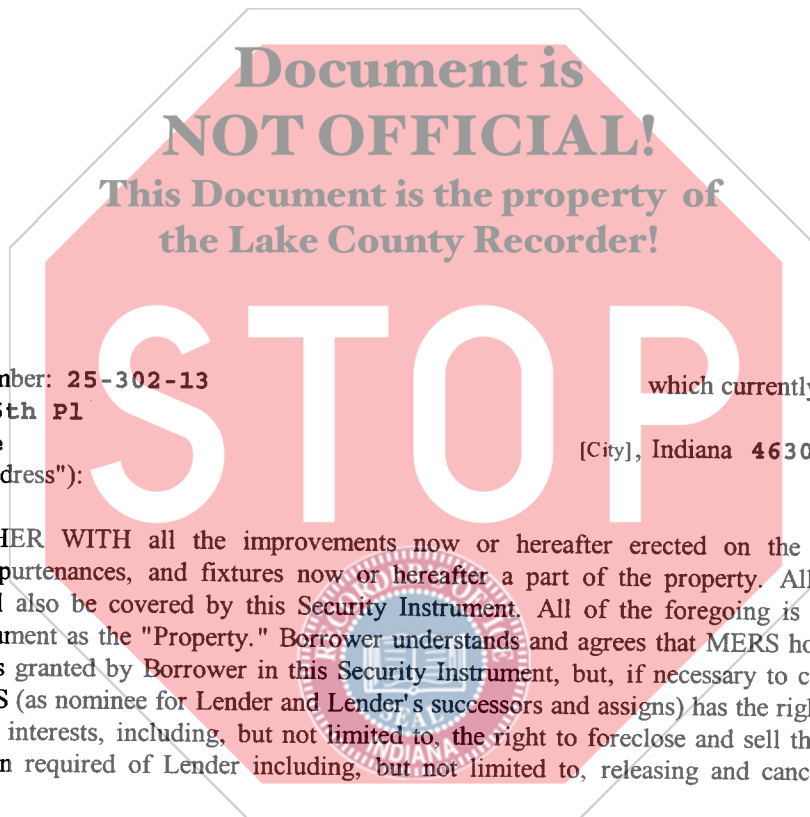 Document is
NOT OFFICIAL!
This Document is the property of
the Lake County Recorder!
STOP
mber: 25-302-13 which currently
5th Pl
e [City], Indiana 4630
dress"):
HER WITH all the improvements now or hereafter erected on the
purtenances, and fixtures now or hereafter a part of the property. All
l also be covered by this Security Instrument. All of the foregoing is
ument as the "Property." Borrower understands and agrees that MERS ho
s granted by Borrower in this Security Instrument, but, if necessary to c
S (as nominee for Lender and Lender's successors and assigns) has the righ
interests, including, but not limited to, the right to foreclose and sell th
n required of Lender including, but not limited to, releasing and canc
SEAL
INDIANA